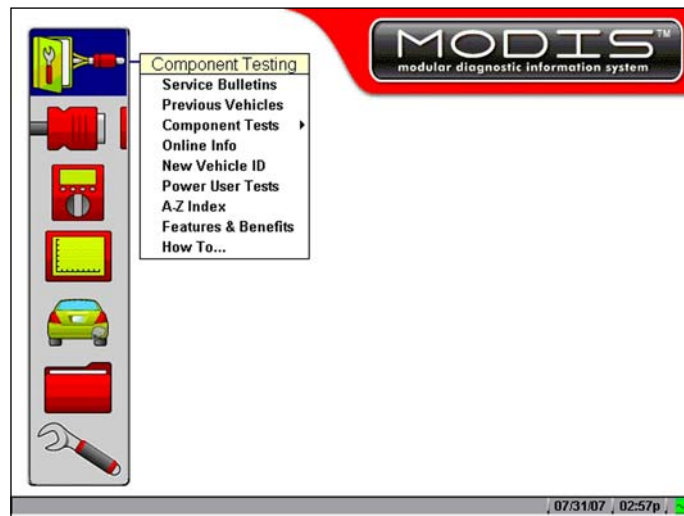 MODIS™
modular diagnostic information system
Component Testing
Service Bulletins
Previous Vehicles
Component Tests
Online Info
New Vehicle ID
Power User Tests
A-Z Index
Features & Benefits
How To...
07/31/07 02:57p